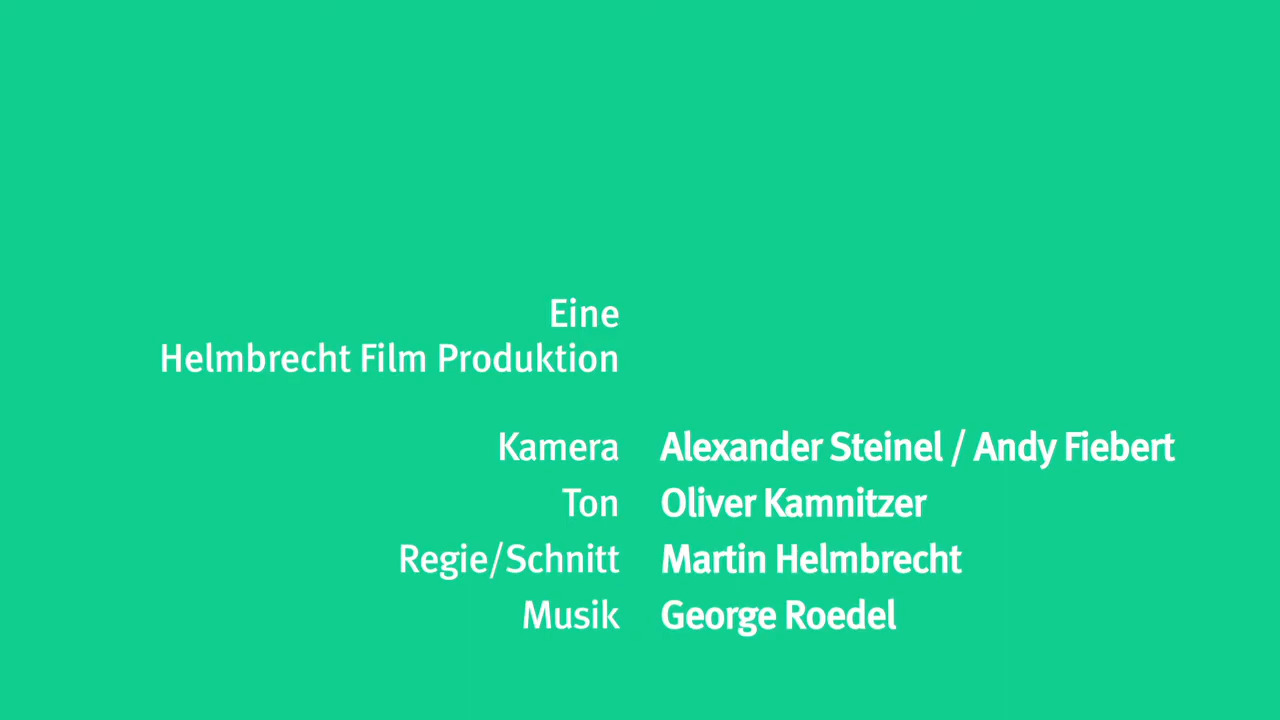 Eine
Helmbrecht Film Produktion
Kamera Alexander Steinel / Andy Fiebert
Ton Oliver Kamnitzer
Regie/Schnitt Martin Helmbrecht
Musik George Roedel